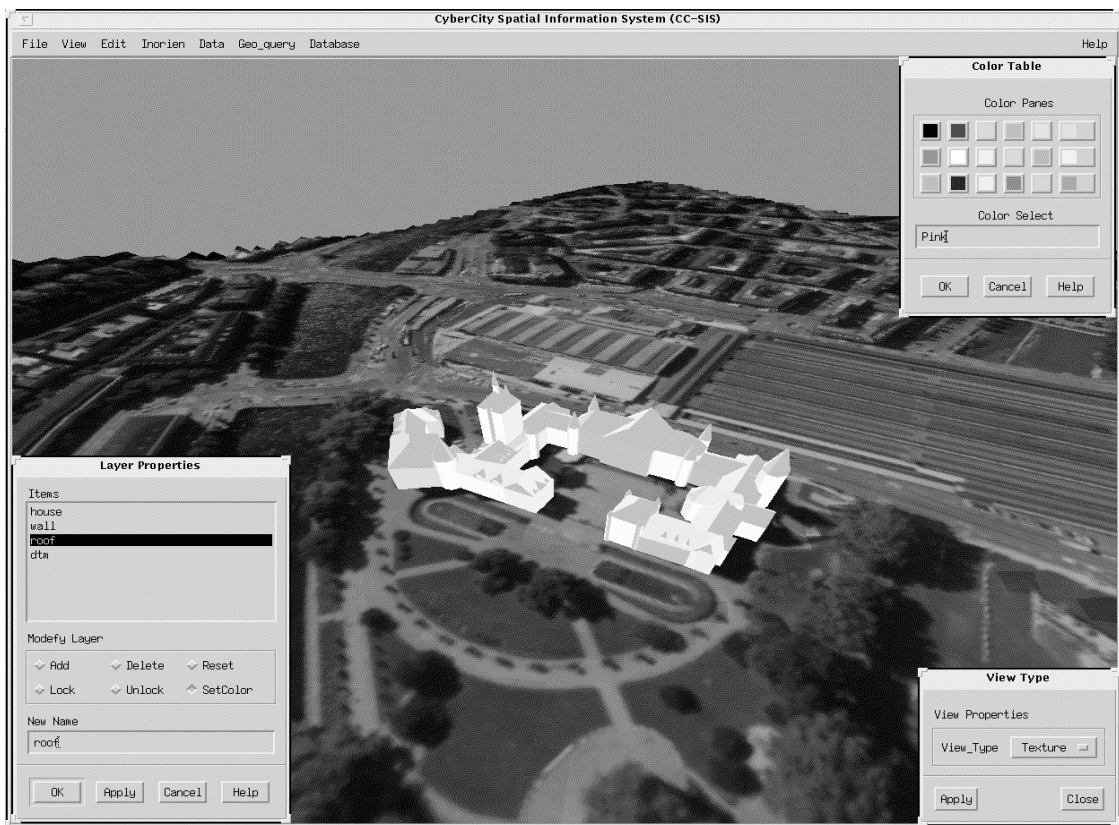 CyberCity Spatial Information System (CC-SIS)
File View Edit Inorien Data Geo_query Database Help
Color Table
Color Panes
Color Select
Pink
OK Cancel Help
Layer Properties
Items
house
wall
roof
dtm
Modefy Layer
Add Delete Reset
Lock Unlock SetColor
New Name
roof
OK Apply Cancel Help
View Type
View Properties
View_Type Texture
Apply Close